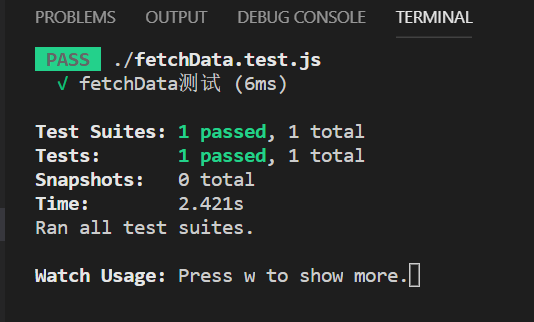 PROBLEMS OUTPUT DEBUG CONSOLE TERMINAL
PASS ./fetchData.test.js
√ fetchData测试 (6ms)
Test Suites: 1 passed, 1 total
Tests: 1 passed, 1 total
Snapshots: 0 total
Time: 2.421s
Ran all test suites.
Watch Usage: Press w to show more.